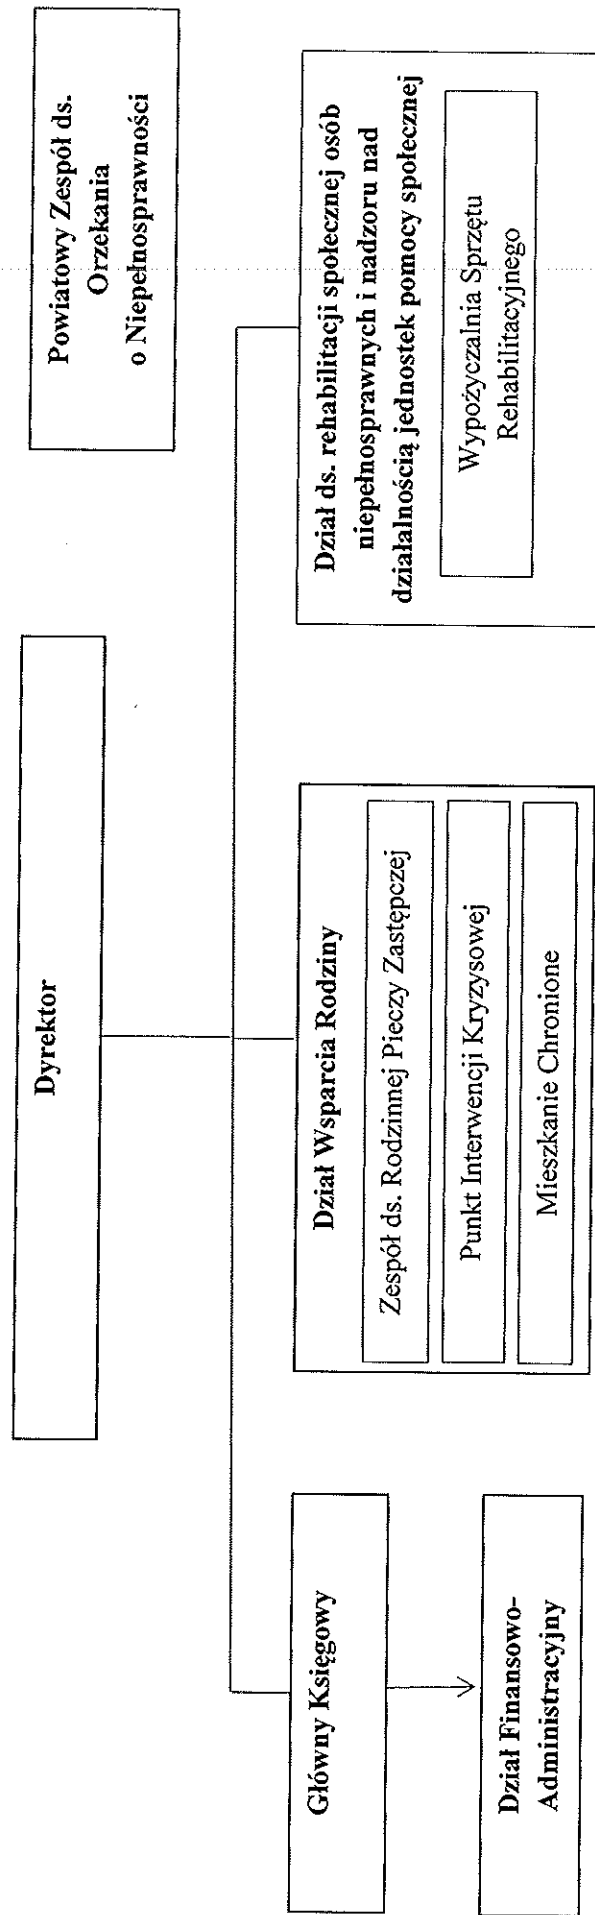 Dyrektor
Powiatowy Zespół ds.
Orzekania
o Niepełnosprawności
Główny Księgowy
Dział Finansowo-
Administracyjny
Dział Wsparcia Rodziny
Zespół ds. Rodzinnej Pieczy Zastępczej
Punkt Interwencji Kryzysowej
Mieszkanie Chronione
Dział ds. rehabilitacji społecznej osób
niepełnosprawnych i nadzoru nad
działalnością jednostek pomocy społecznej
Wypożyczalnia Sprzętu
Rehabilitacyjnego